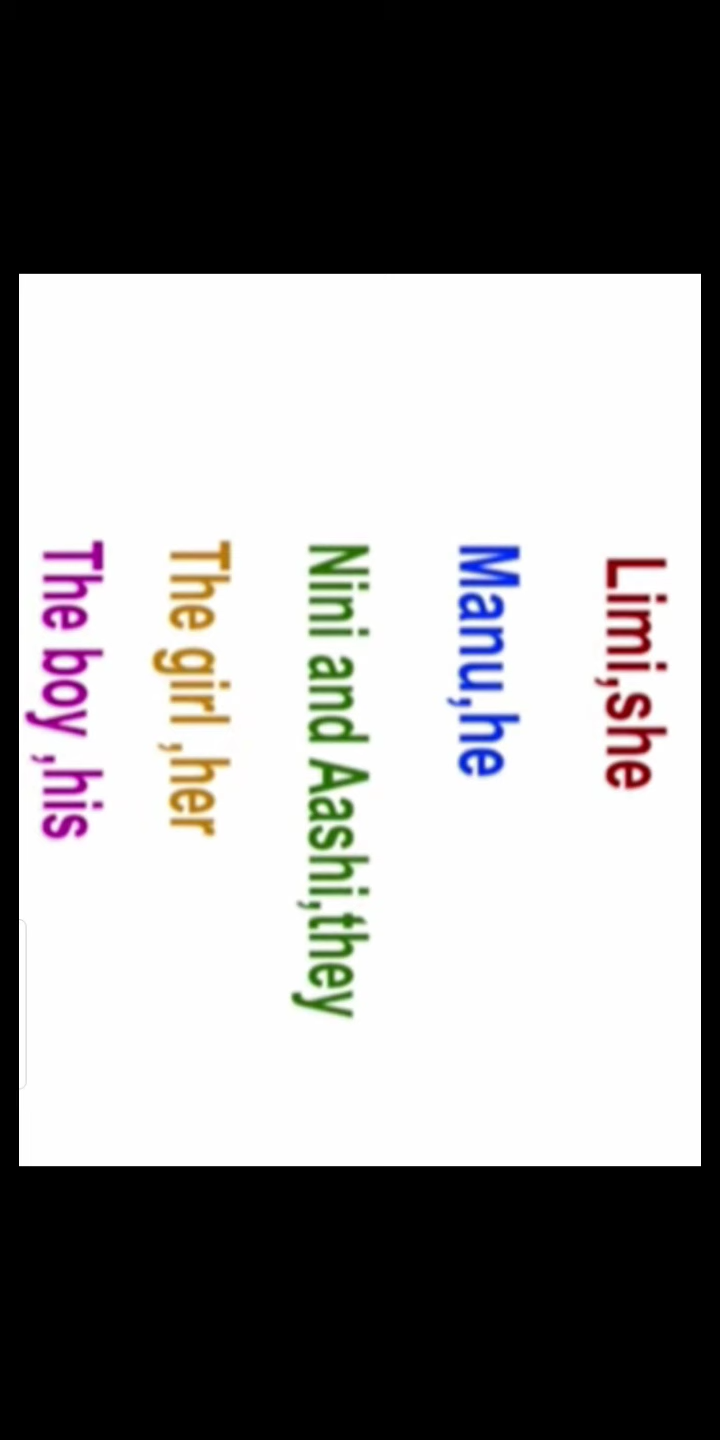 Limi,she
Manu,he
Nini and Aashi,they
The girl ,her
The boy ,his